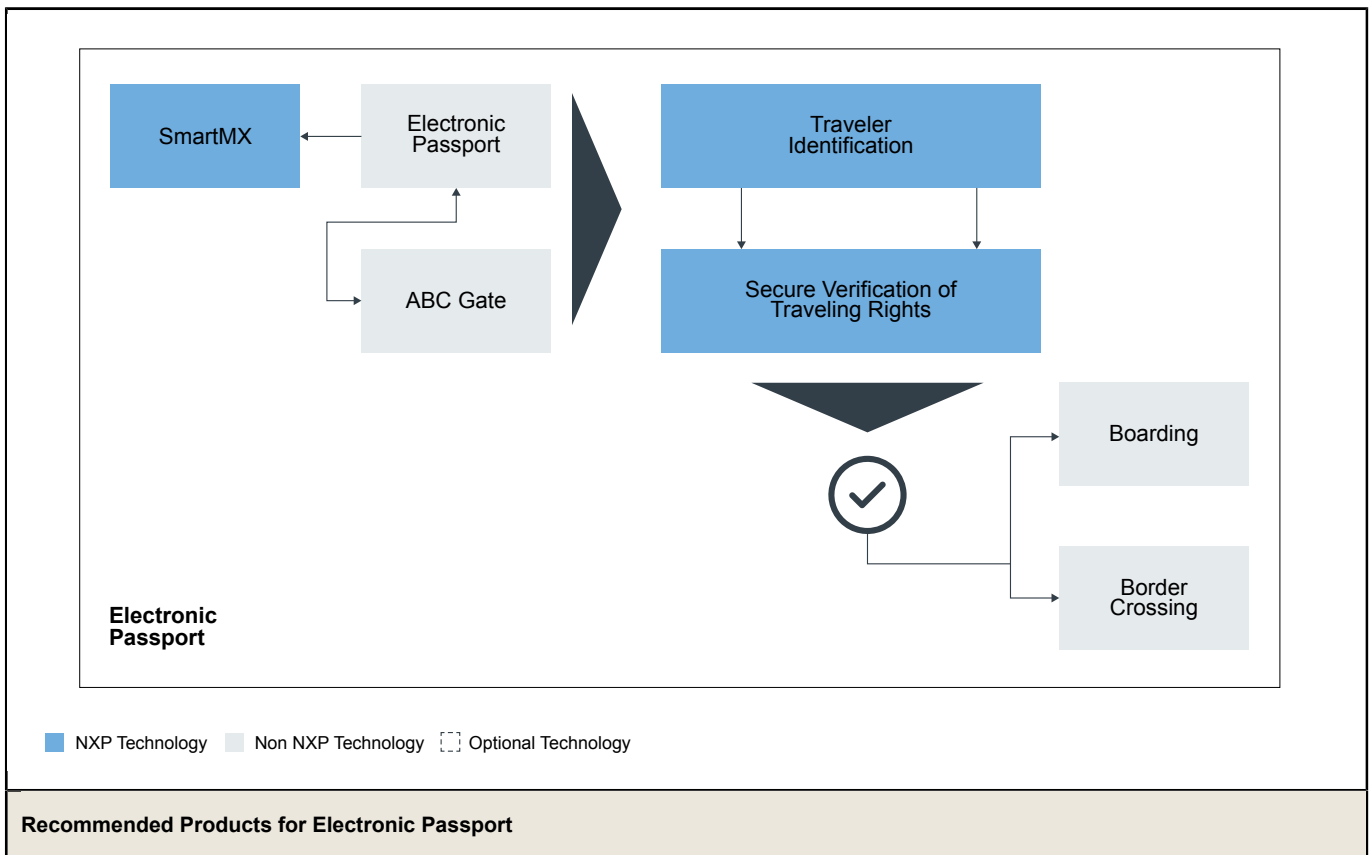 SmartMX
Electronic
Passport
ABC Gate
Traveler
Identification
Secure Verification of
Traveling Rights
Boarding
Border
Crossing
Electronic
Passport
NXP Technology
Non NXP Technology
Optional Technology
Recommended Products for Electronic Passport